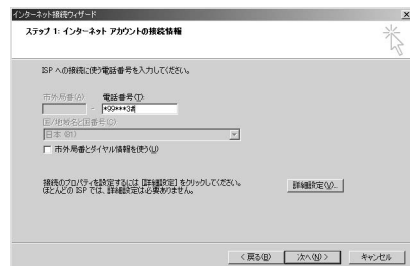 インターネット接続ウィザード
ステップ 1: インターネット アカウントの接続情報
ISP への接続に使う電話番号を入力してください。
市外局番(A) 電話番号(T):
- *99***3#
国/地域名と国番号(C)
日本 (81)
市外局番とダイヤル情報を使う(U)
接続のプロパティを設定するには [詳細設定] をクリックしてください。
ほとんどの ISP では、詳細設定は必要ありません。
詳細設定(V)...
< 戻る(B) 次へ(N) > キャンセル